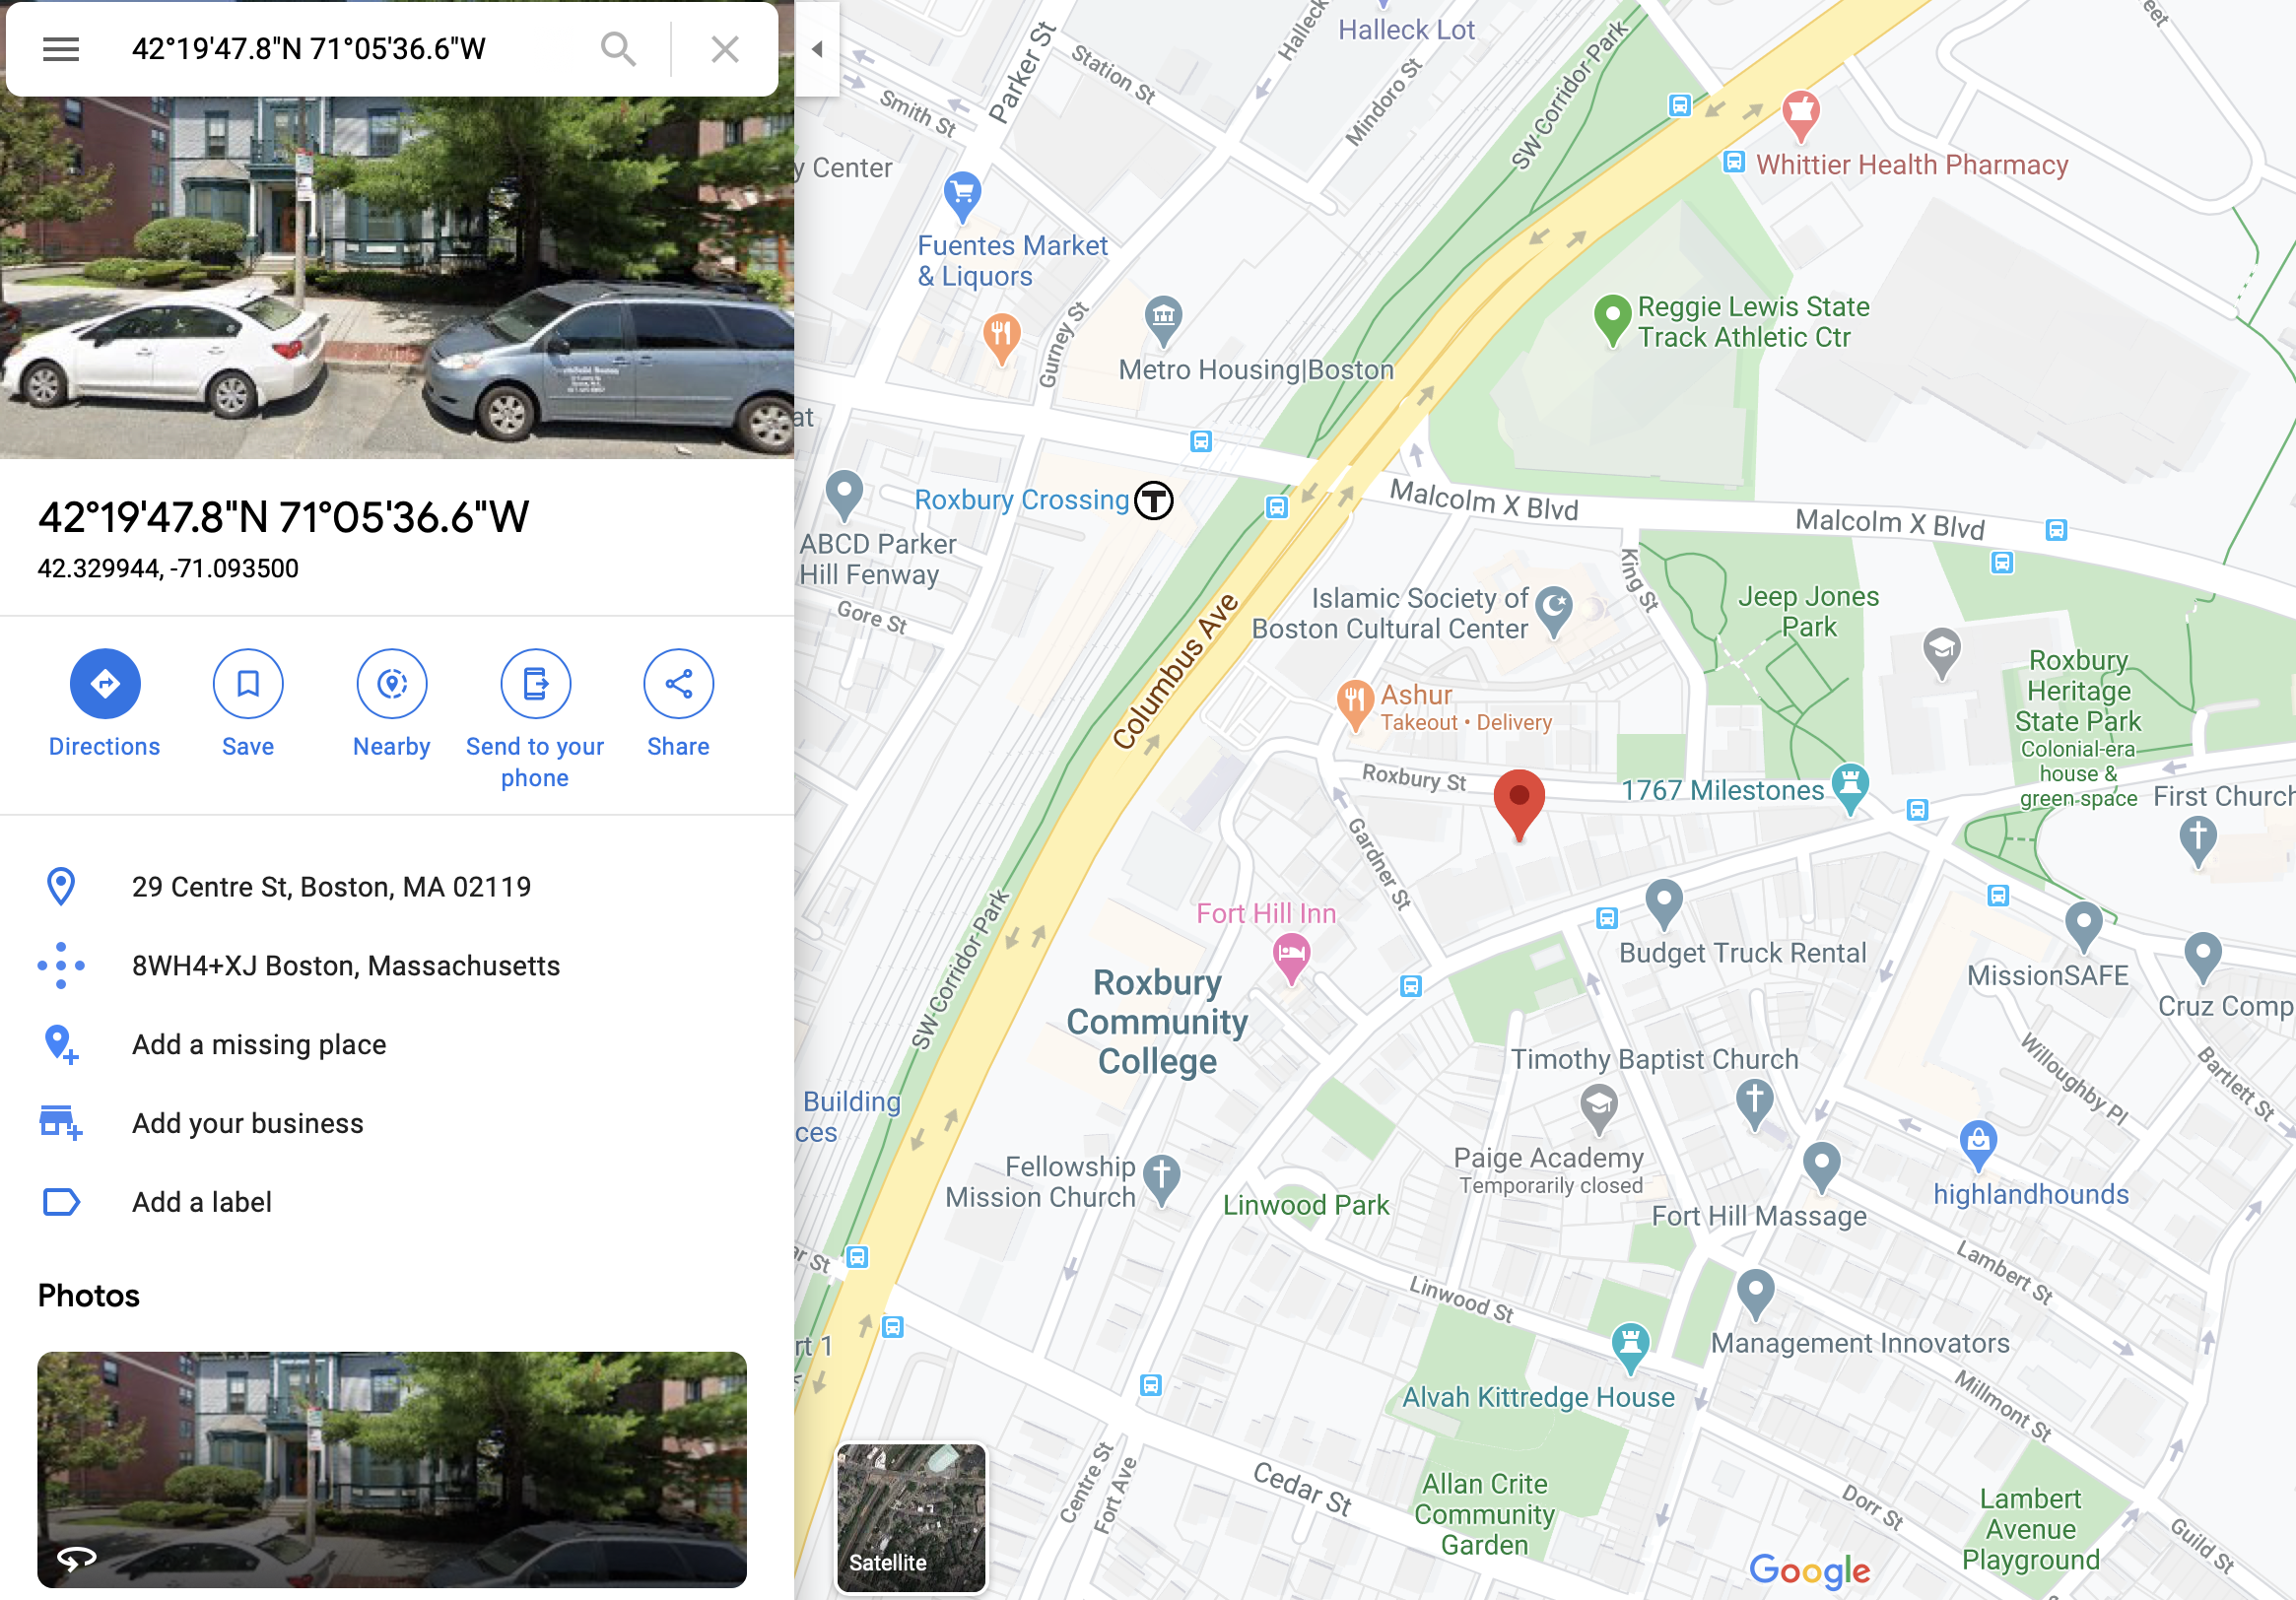 42°19'47.8"N 71°05'36.6"W
42°19'47.8"N 71°05'36.6"W
42.329944, -71.093500
Directions
Save
Nearby
Send to your
phone
Share
29 Centre St, Boston, MA 02119
8WH4+XJ Boston, Massachusetts
Add a missing place
Add your business
Add a label
Photos
Halleck Lot
Halleck
Parker St
Station St
Smith St
Mindoro St
SW Corridor Park
eet
y Center
Whittier Health Pharmacy
Fuentes Market
& Liquors
Gurney St
Metro Housing|Boston
Reggie Lewis State
Track Athletic Ctr
at
Roxbury Crossing
T
Malcolm X Blvd
Malcolm X Blvd
ABCD Parker
Hill Fenway
Gore St
King St
Islamic Society of
Boston Cultural Center
Jeep Jones
Park
Columbus Ave
Roxbury
Heritage
State Park
Colonial-era
house &
green space
Ashur
Takeout • Delivery
Roxbury St
1767 Milestones
First Church
Gardner St
Fort Hill Inn
Budget Truck Rental
SW Corridor Park
Roxbury
Community
College
MissionSAFE
Cruz Comp
Timothy Baptist Church
Willoughby Pl
Bartlett St
Building
ces
Paige Academy
Temporarily closed
Fellowship
Mission Church
Linwood Park
highlandhounds
Fort Hill Massage
Lambert St
ar St
Linwood St
rt 1
Management Innovators
Alvah Kittredge House
Millmont St
Centre St
Fort Ave
Cedar St
Allan Crite
Community
Garden
Dorr St
Lambert
Avenue
Playground
Guild St
Satellite
Google